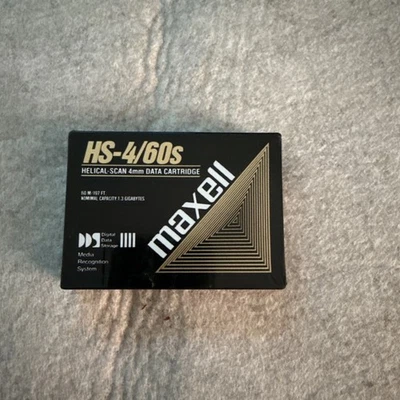 HS-4/60s
HELICAL-SCAN 4mm DATA CARTRIDGE
60 M·197 FT.
NOMINAL CAPACITY 1.3 GIGABYTES
maxell
DDS Digital
Data
Storage
Media
Recognition
System